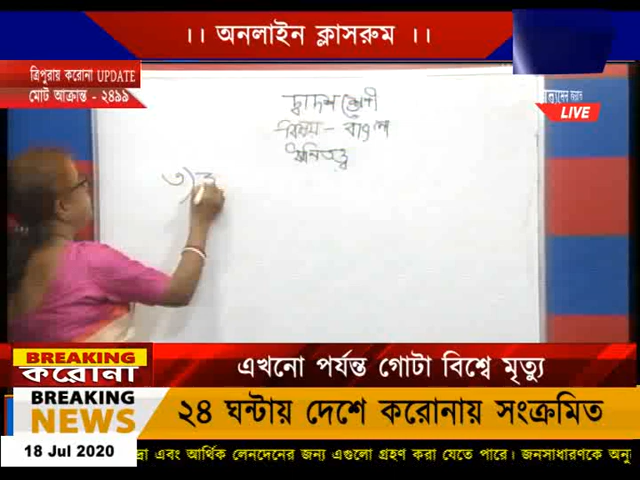 ।। অনলাইন ক্লাসরুম ।।
ত্রিপুরায় করোনা UPDATE
মোট আক্রান্ত - ২৪৯৯
LIVE
দ্বাদশ শ্রেণী
বিষয় - বাংলা
ধ্বনিতত্ত্ব
৩)
BREAKING
করোনা
এখনো পর্যন্ত গোটা বিশ্বে মৃত্যু
BREAKING
NEWS
২৪ ঘন্টায় দেশে করোনায় সংক্রমিত
18 Jul 2020
দ্রা এবং আর্থিক লেনদেনের জন্য এগুলো গ্রহণ করা যেতে পারে। জনসাধারণকে অনু